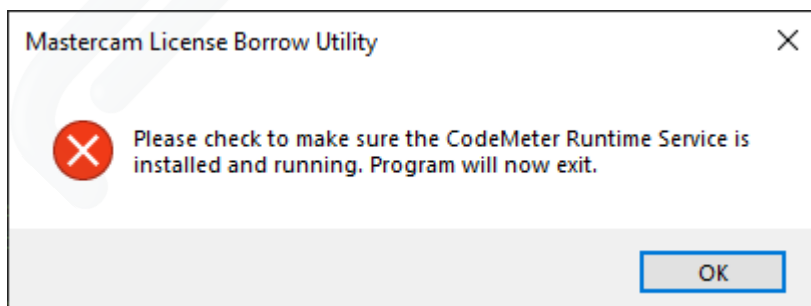 Mastercam License Borrow Utility
Please check to make sure the CodeMeter Runtime Service is
installed and running. Program will now exit.
OK